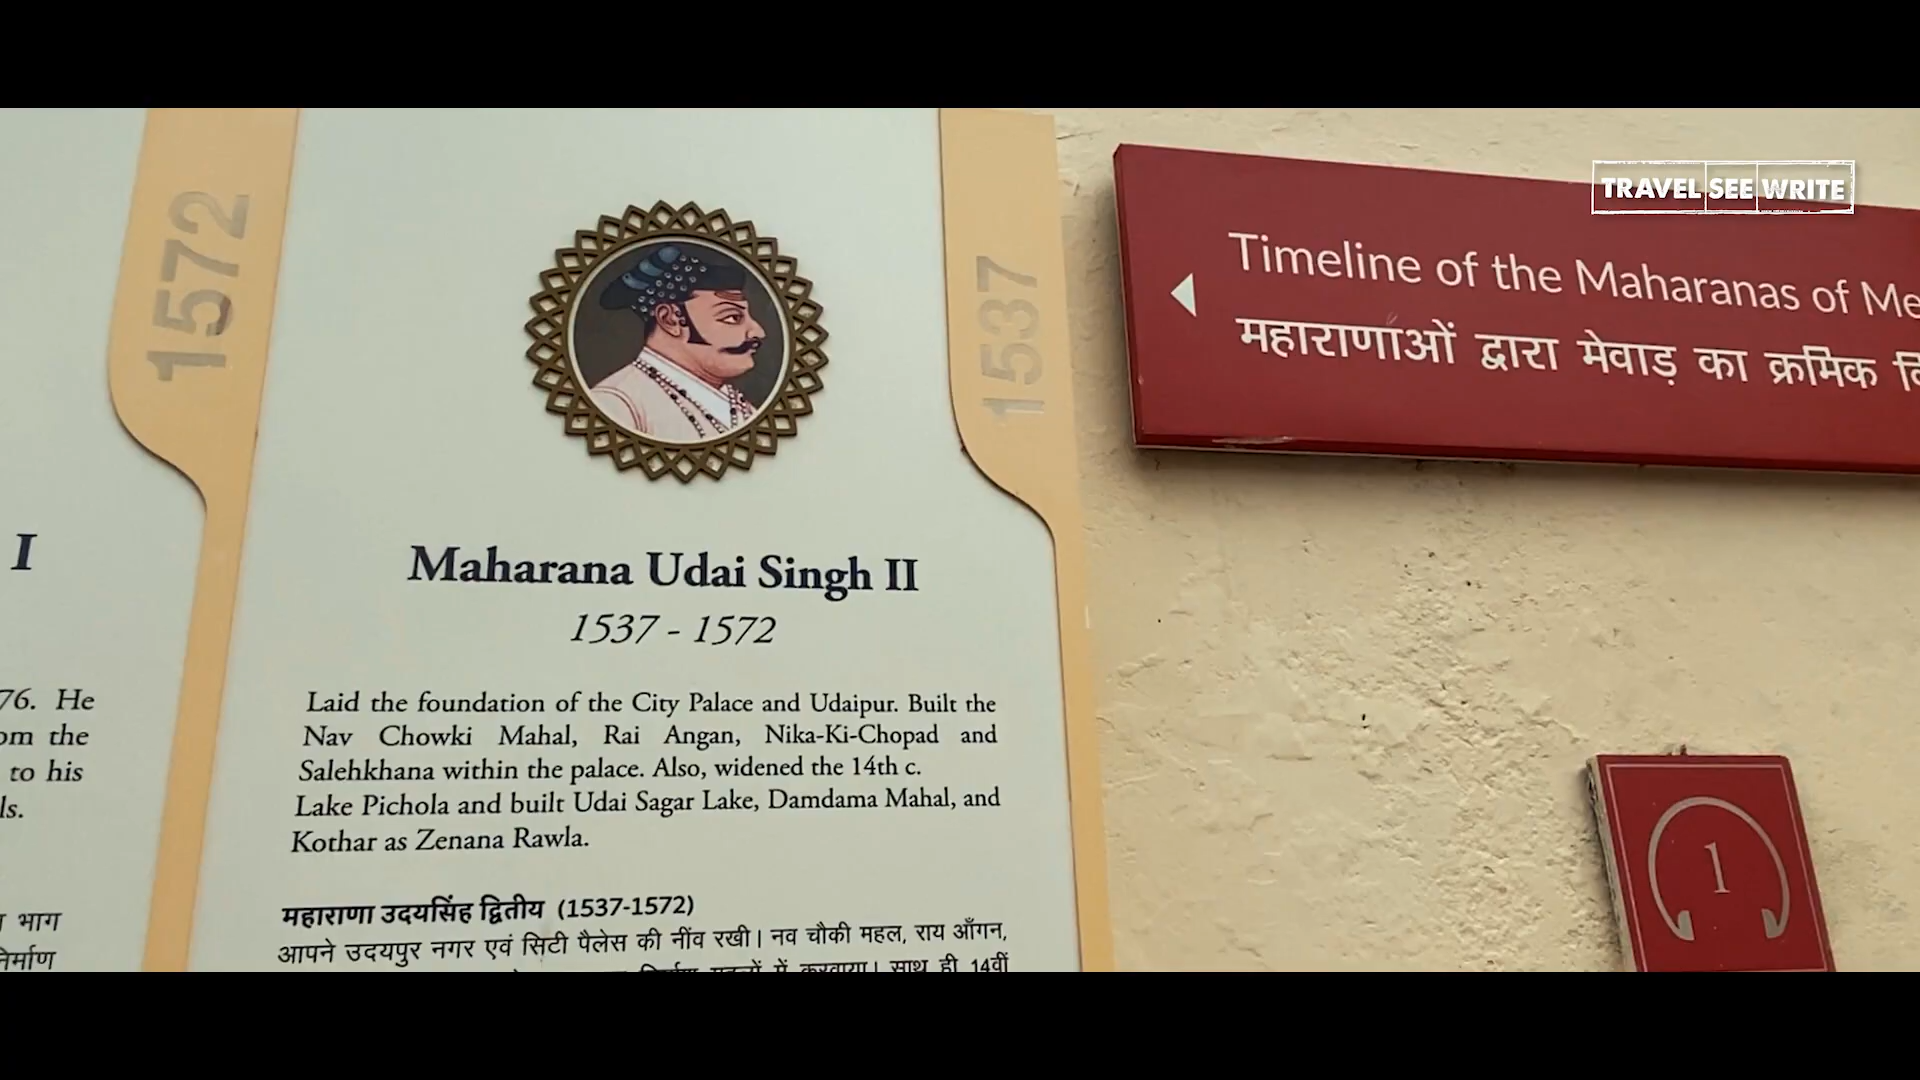 1572
I
76. He
om the
to his
ls.
भाग
1537
Maharana Udai Singh II
1537 - 1572
Laid the foundation of the City Palace and Udaipur. Built the
Nav Chowki Mahal, Rai Angan, Nika-Ki-Chopad and
Salehkhana within the palace. Also, widened the 14th c.
Lake Pichola and built Udai Sagar Lake, Damdama Mahal, and
Kothar as Zenana Rawla.
महाराणा उदयसिंह द्वितीय (1537-1572)
आपने उदयपुर नगर एवं सिटी पैलेस की नींव रखी। नव चौकी महल, राय आँगन,
में करवाया। साथ ही 14वीं
TRAVEL SEE WRITE
Timeline of the Maharanas of Me
महाराणाओं द्वारा मेवाड़ का क्रमिक वि
1